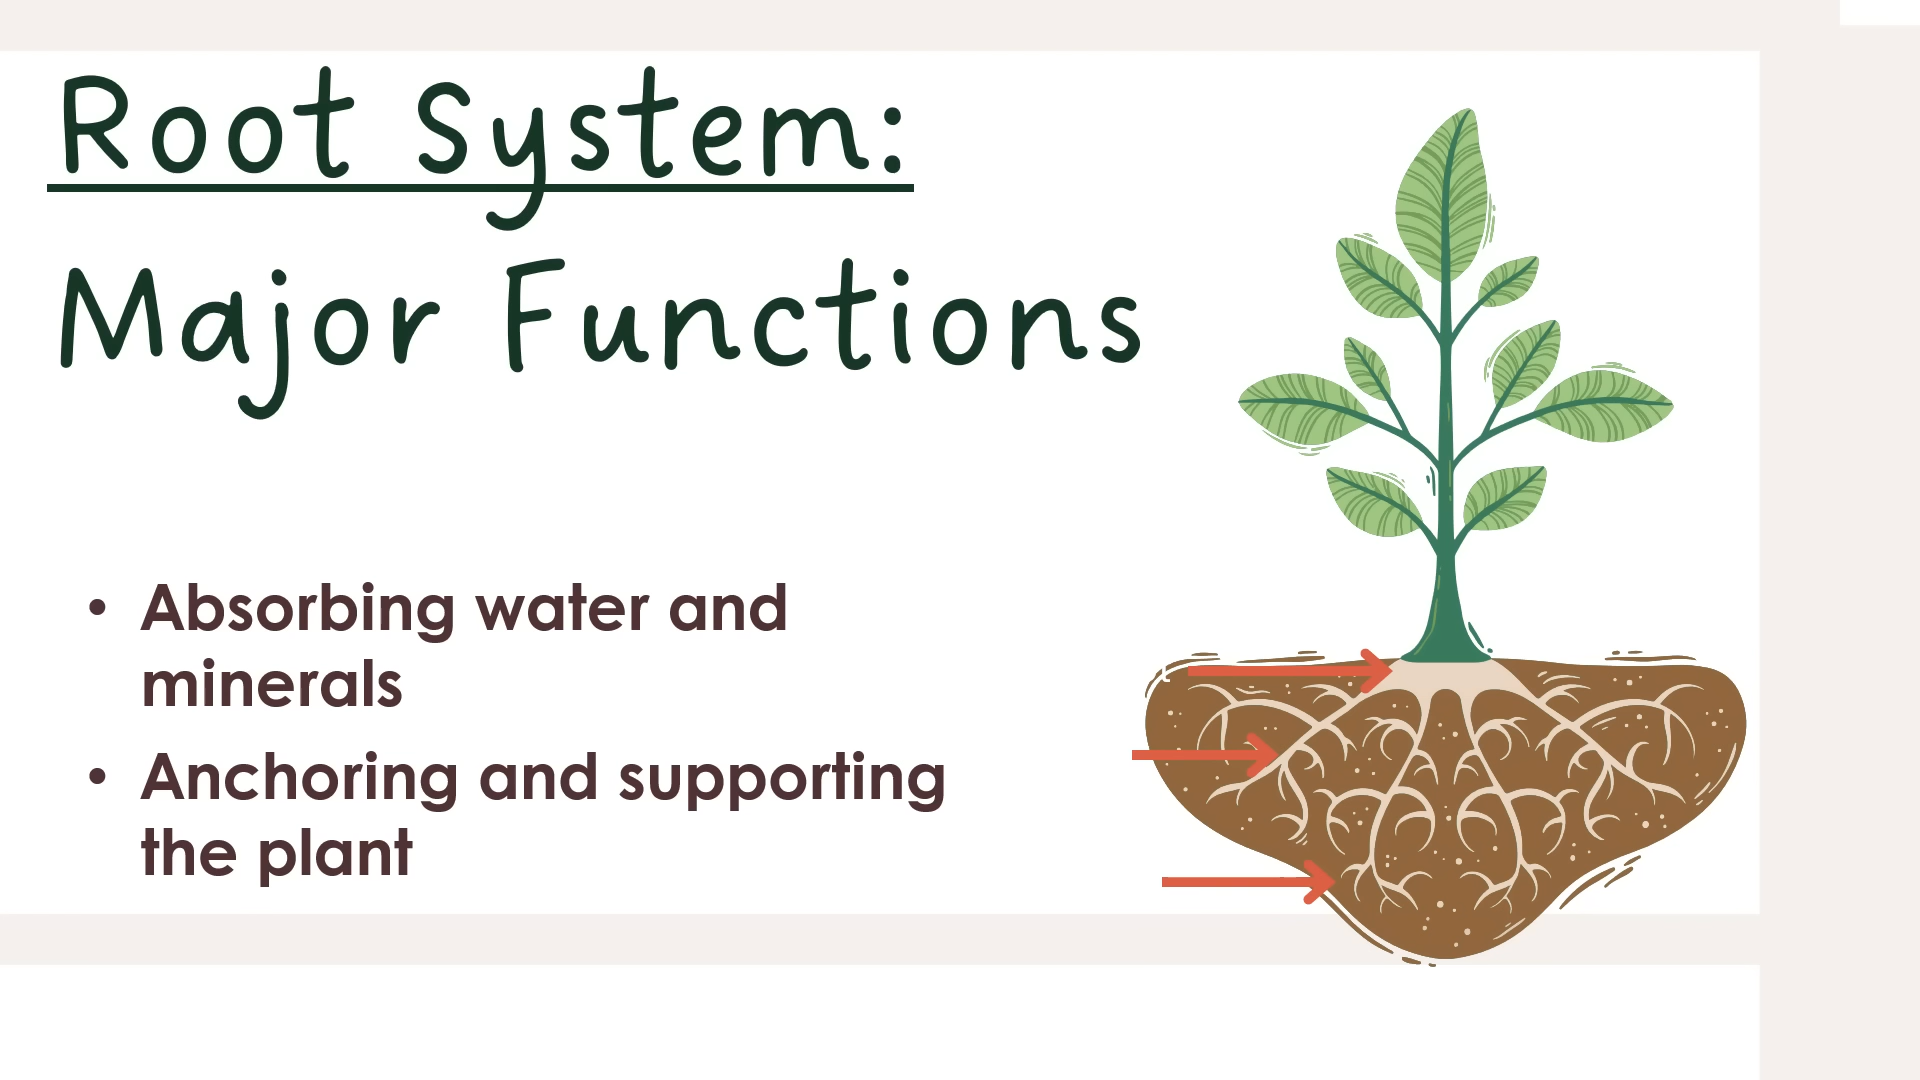 Root System:
Major Functions
• Absorbing water and
minerals
• Anchoring and supporting
the plant